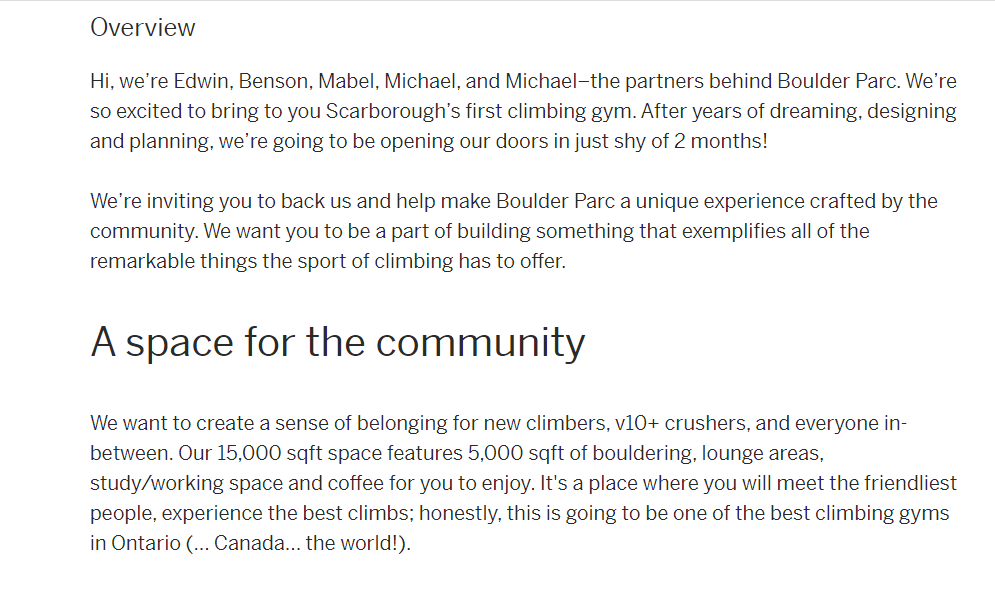 Overview
Hi, we’re Edwin, Benson, Mabel, Michael, and Michael–the partners behind Boulder Parc. We’re
so excited to bring to you Scarborough’s first climbing gym. After years of dreaming, designing
and planning, we’re going to be opening our doors in just shy of 2 months!
We’re inviting you to back us and help make Boulder Parc a unique experience crafted by the
community. We want you to be a part of building something that exemplifies all of the
remarkable things the sport of climbing has to offer.
A space for the community
We want to create a sense of belonging for new climbers, v10+ crushers, and everyone in-
between. Our 15,000 sqft space features 5,000 sqft of bouldering, lounge areas,
study/working space and coffee for you to enjoy. It's a place where you will meet the friendliest
people, experience the best climbs; honestly, this is going to be one of the best climbing gyms
in Ontario (... Canada... the world!).